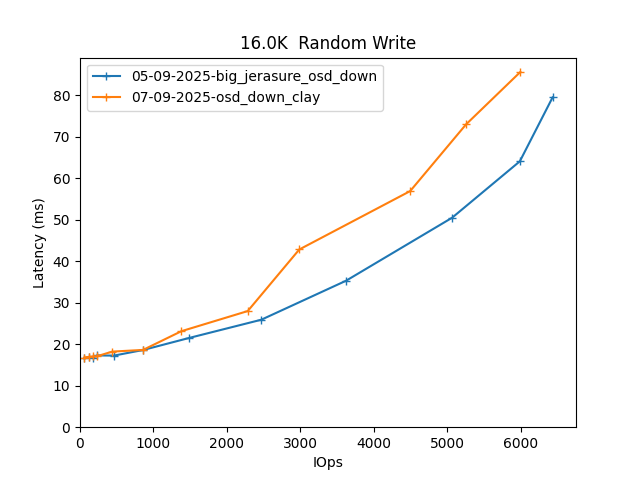 16.0K  Random Write
05-09-2025-big_jerasure_osd_down
07-09-2025-osd_down_clay
Latency (ms)
80
70
60
50
40
30
20
10
0
0 1000 2000 3000 4000 5000 6000
IOps